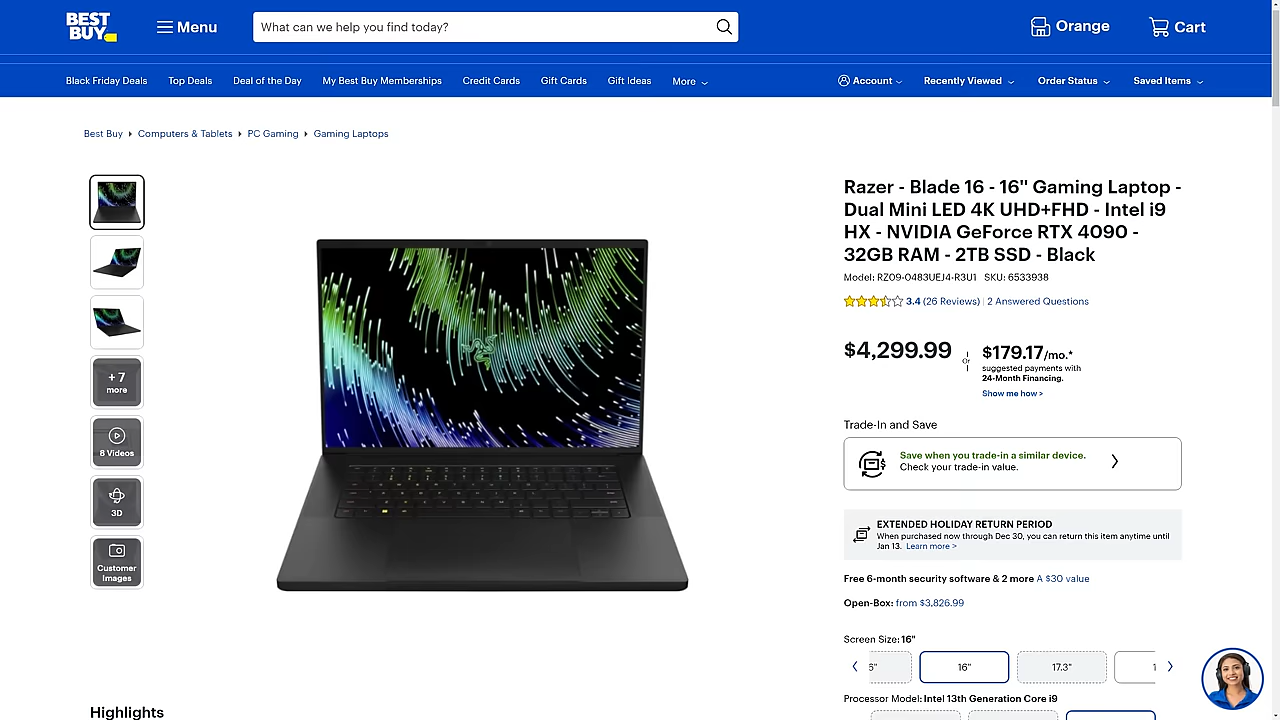 BEST
BUY
Menu
What can we help you find today?
Orange
Cart
Black Friday Deals
Top Deals
Deal of the Day
My Best Buy Memberships
Credit Cards
Gift Cards
Gift Ideas
More
Account
Recently Viewed
Order Status
Saved Items
Best Buy
Computers & Tablets
PC Gaming
Gaming Laptops
+ 7
more
8 Videos
3D
Customer
Images
Razer - Blade 16 - 16" Gaming Laptop -
Dual Mini LED 4K UHD+FHD - Intel i9
HX - NVIDIA GeForce RTX 4090 -
32GB RAM - 2TB SSD - Black
Model: RZ09-0483UEJ4-R3U1 SKU: 6533938
3.4 (26 Reviews) | 2 Answered Questions
$4,299.99
Or
$179.17/mo.*
suggested payments with
24-Month Financing.
Show me how >
Trade-In and Save
Save when you trade-in a similar device.
Check your trade-in value.
EXTENDED HOLIDAY RETURN PERIOD
When purchased now through Dec 30, you can return this item anytime until
Jan 13. Learn more >
Free 6-month security software & 2 more A $30 value
Open-Box: from $3,826.99
Screen Size: 16"
16"
17.3"
Processor Model: Intel 13th Generation Core i9
Highlights